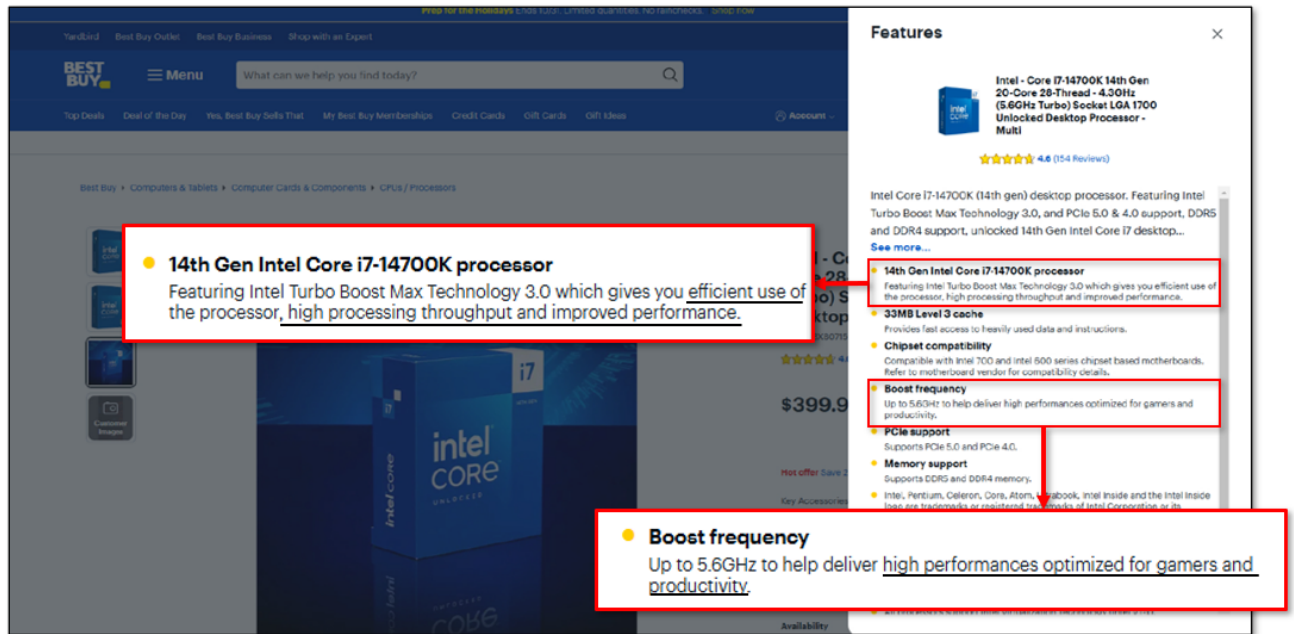 Prep for the Holidays Ends 10/31. Limited quantities. No rainchecks. Shop now
Yardbird Best Buy Outlet Best Buy Business Shop with an Expert
BEST
BUY
Menu
What can we help you find today?
Top Deals Deal of the Day Yes, Best Buy Sells That My Best Buy Memberships Credit Cards Gift Cards Gift Ideas Account
Best Buy Computers & Tablets Computer Cards & Components CPUs / Processors
14th Gen Intel Core i7-14700K processor
Featuring Intel Turbo Boost Max Technology 3.0 which gives you efficient use of
the processor, high processing throughput and improved performance.
Customer
Images
i7
intel
CORE
UNLOCKED
intel core
$399.9
Hot offer Save
Key Accessories
Availability
Features
Intel - Core i7-14700K 14th Gen
20-Core 28-Thread - 4.3GHz
(5.6GHz Turbo) Socket LGA 1700
Unlocked Desktop Processor -
Multi
4.6 (154 Reviews)
Intel Core i7-14700K (14th gen) desktop processor. Featuring Intel
Turbo Boost Max Technology 3.0, and PCIe 5.0 & 4.0 support, DDR5
and DDR4 support, unlocked 14th Gen Intel Core i7 desktop...
See more...
14th Gen Intel Core i7-14700K processor
Featuring Intel Turbo Boost Max Technology 3.0 which gives you efficient use of
the processor, high processing throughput and improved performance.
33MB Level 3 cache
Provides fast access to heavily used data and instructions.
Chipset compatibility
Compatible with Intel 700 and Intel 600 series chipset based motherboards.
Refer to motherboard vendor for compatibility details.
Boost frequency
Up to 5.6GHz to help deliver high performances optimized for gamers and
productivity.
PCIe support
Supports PCIe 5.0 and PCIe 4.0.
Memory support
Supports DDR5 and DDR4 memory.
Intel, Pentium, Celeron, Core, Atom, Intel Inside and the Intel Inside
logo are trademarks or registered trademarks of Intel Corporation or its
Boost frequency
Up to 5.6GHz to help deliver high performances optimized for gamers and
productivity.